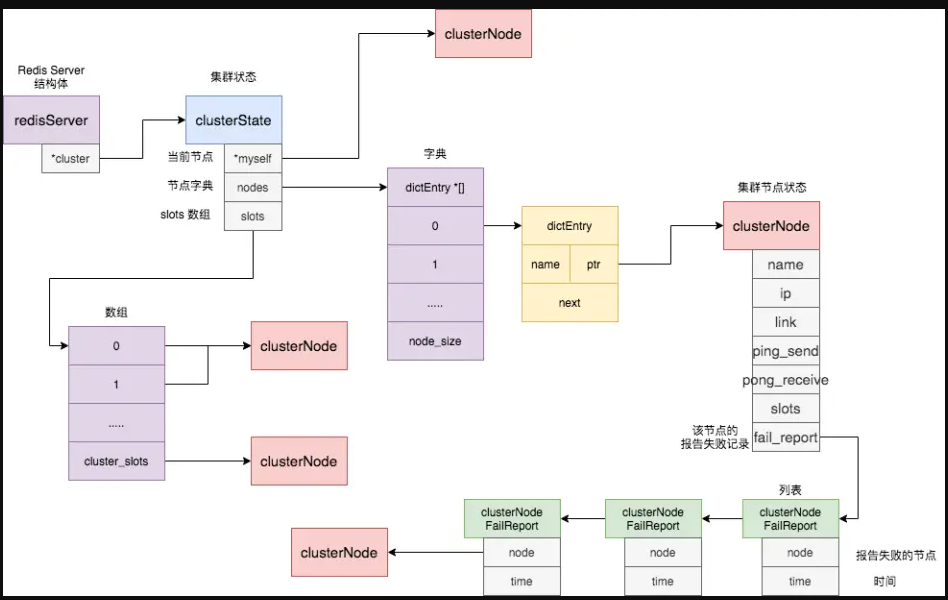 clusterNode
Redis Server
结构体
redisServer
*cluster
集群状态
clusterState
当前节点
*myself
节点字典
nodes
slots 数组
slots
字典
dictEntry *[]
0
1
.....
node_size
dictEntry
name
ptr
next
集群节点状态
clusterNode
name
ip
link
ping_send
pong_receive
slots
该节点的
报告失败记录
fail_report
数组
0
1
.....
cluster_slots
clusterNode
clusterNode
列表
clusterNode
FailReport
node
time
clusterNode
FailReport
node
time
clusterNode
FailReport
node
time
报告失败的节点
时间
clusterNode